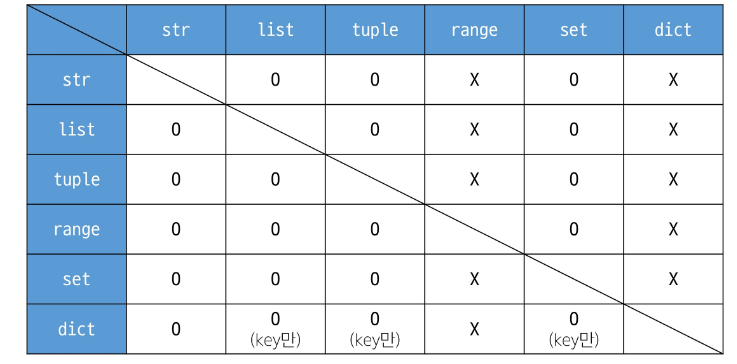 str list tuple range set dict
str O O X O X
list O O X O X
tuple O O X O X
range O O O O X
set O O O X X
dict O O (key만) O (key만) X O (key만)